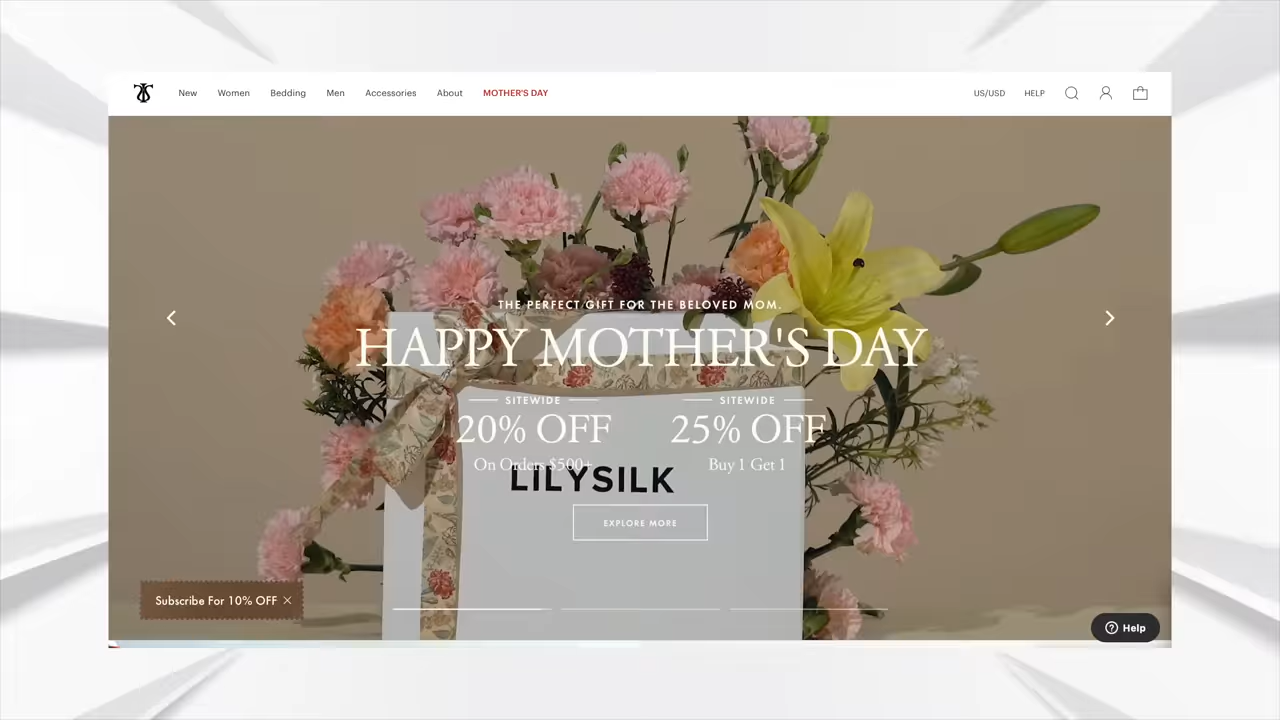 New Women Bedding Men Accessories About MOTHER'S DAY US/USD HELP
THE PERFECT GIFT FOR THE BELOVED MOM.
HAPPY MOTHER'S DAY
SITEWIDE SITEWIDE
20% OFF 25% OFF
On Orders $500+ Buy 1 Get 1
LILYSILK
EXPLORE MORE
Subscribe For 10% OFF
Help